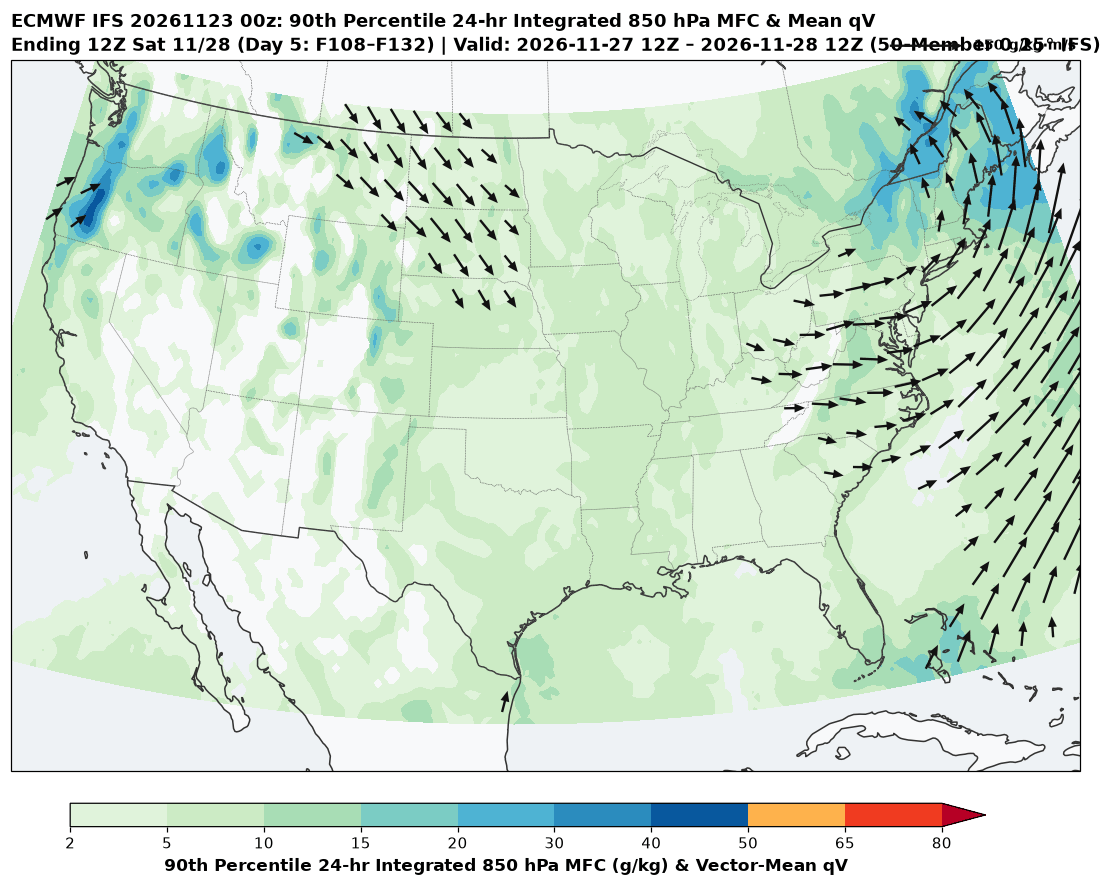 ECMWF IFS 20261123 00z: 90th Percentile 24-hr Integrated 850 hPa MFC & Mean qV
Ending 12Z Sat 11/28 (Day 5: F108–F132) | Valid: 2026-11-27 12Z – 2026-11-28 12Z (50-Member 0.25° IFS)
2 5 10 15 20 30 40 50 65 80
90th Percentile 24-hr Integrated 850 hPa MFC (g/kg) & Vector-Mean qV